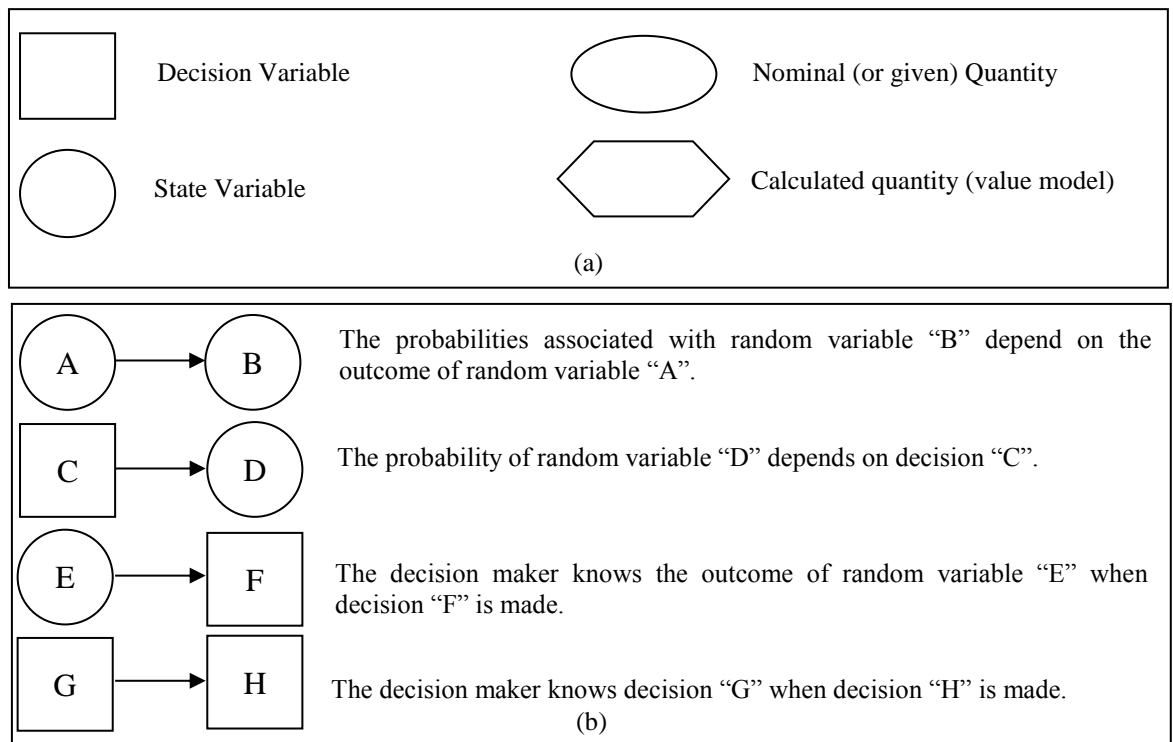 Decision Variable
Nominal (or given) Quantity
State Variable
Calculated quantity (value model)
(a)
A
B
The probabilities associated with random variable “B” depend on the
outcome of random variable “A”.
C
D
The probability of random variable “D” depends on decision “C”.
E
F
The decision maker knows the outcome of random variable “E” when
decision “F” is made.
G
H
The decision maker knows decision “G” when decision “H” is made.
(b)